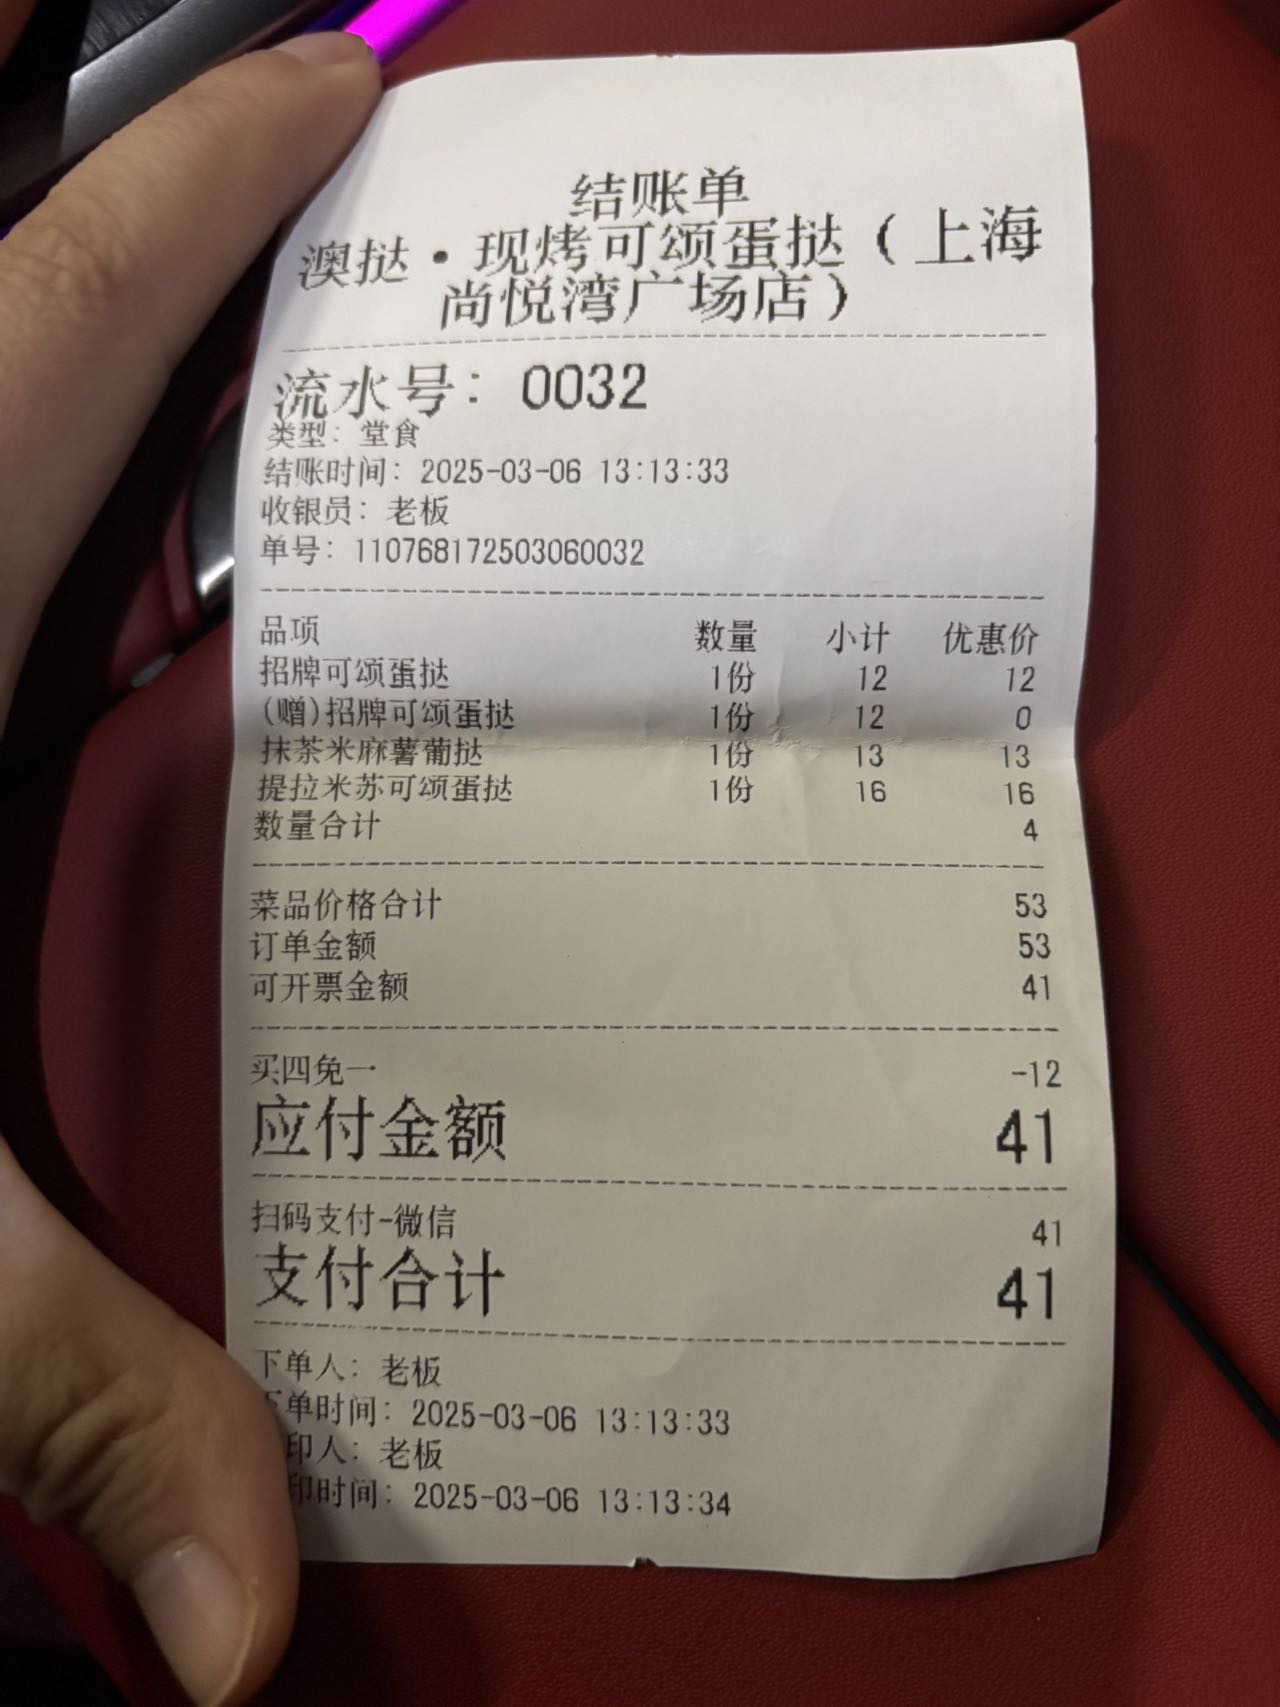 结账单
澳挞·现烤可颂蛋挞（上海
尚悦湾广场店）
流水号：0032
类型：堂食
结账时间：2025-03-06 13:13:33
收银员：老板
单号：110768172503060032
品项 数量 小计 优惠价
招牌可颂蛋挞 1份 12 12
(赠)招牌可颂蛋挞 1份 12 0
抹茶米麻薯葡挞 1份 13 13
提拉米苏可颂蛋挞 1份 16 16
数量合计 4
菜品价格合计 53
订单金额 53
可开票金额 41
买四免一 -12
应付金额 41
扫码支付-微信 41
支付合计 41
下单人：老板
下单时间：2025-03-06 13:13:33
印人：老板
印时间：2025-03-06 13:13:34